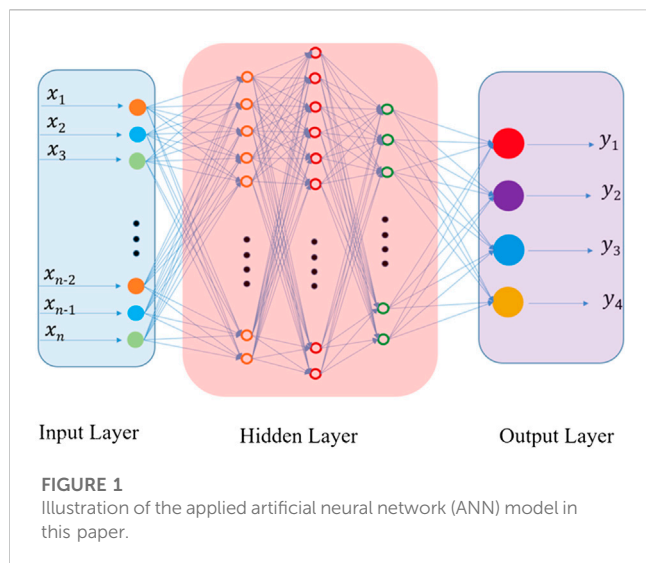 x₁
x₂
x₃
xₙ₋₂
xₙ₋₁
xₙ
y₁
y₂
y₃
y₄
Input Layer
Hidden Layer
Output Layer
FIGURE 1
Illustration of the applied artificial neural network (ANN) model in
this paper.